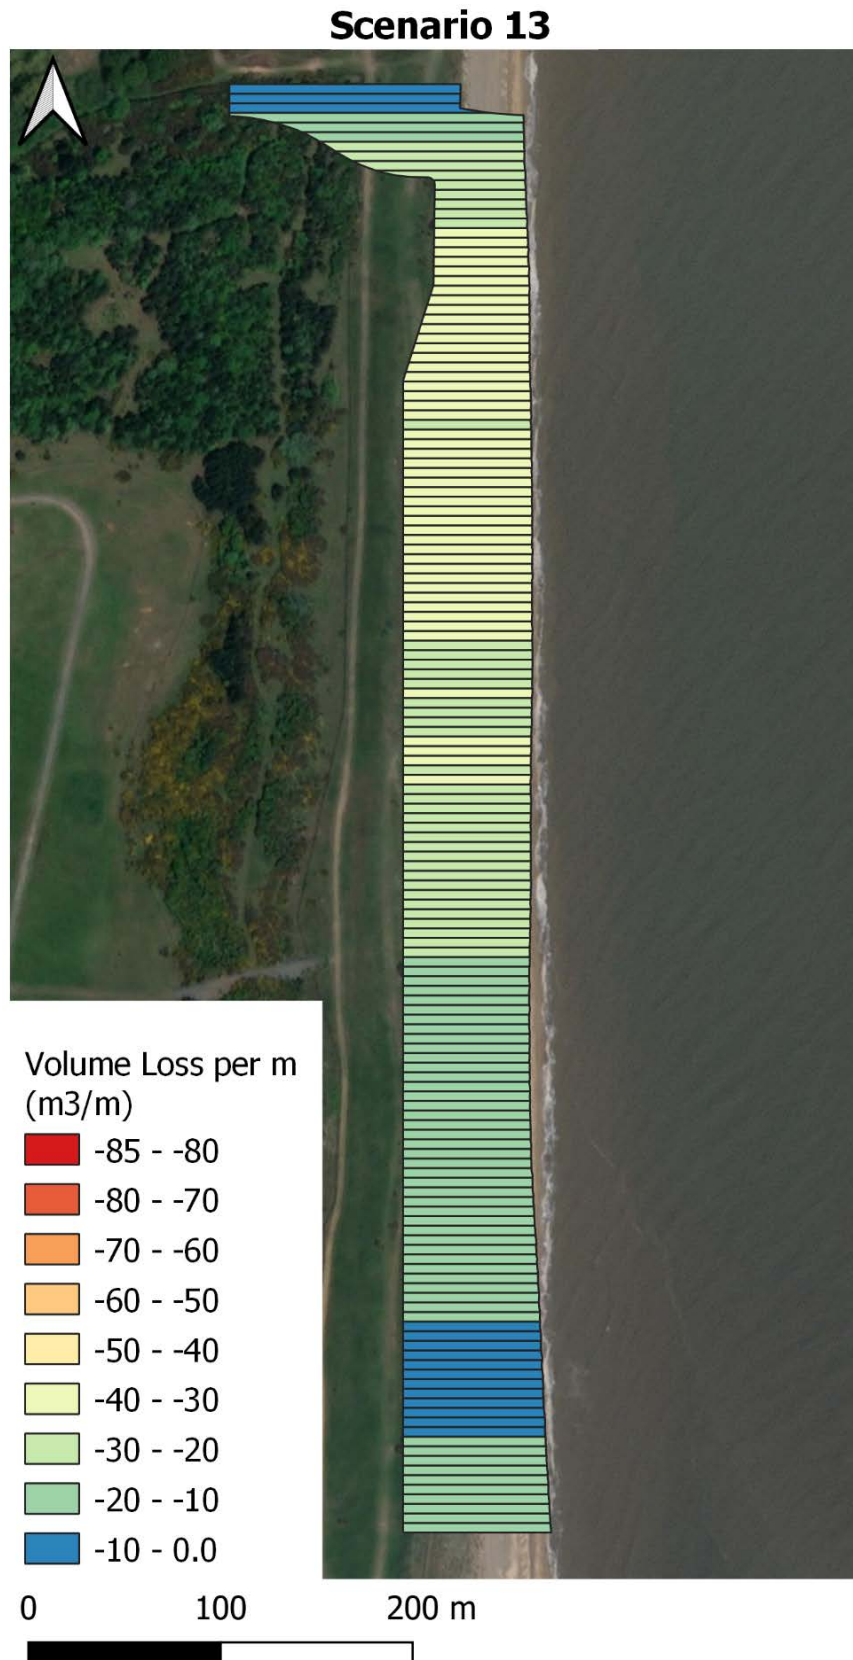 Scenario 13
Volume Loss per m
(m3/m)
-85 - -80
-80 - -70
-70 - -60
-60 - -50
-50 - -40
-40 - -30
-30 - -20
-20 - -10
-10 - 0.0
0 100 200 m